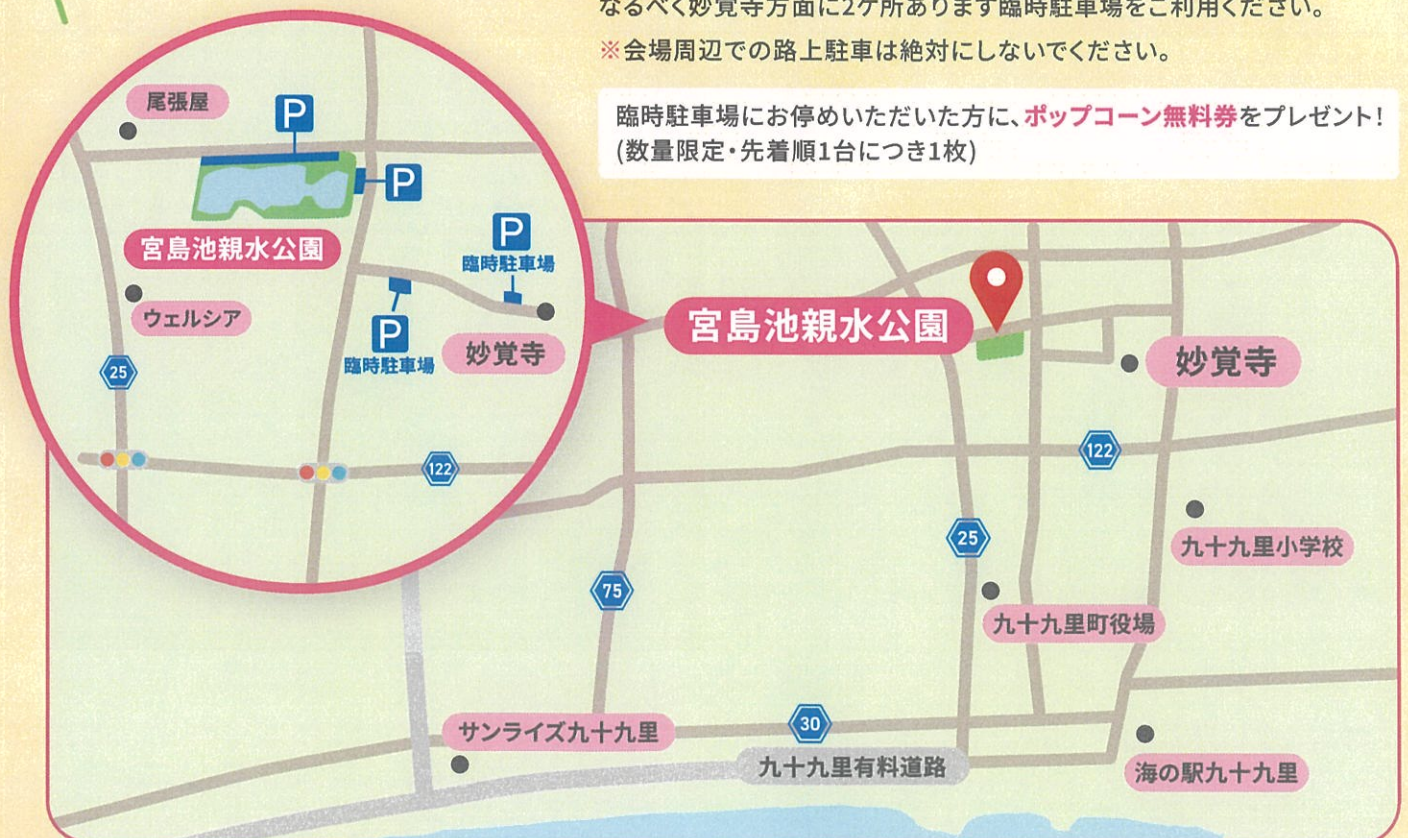 なるべく妙覚寺方面に2ケ所あります臨時駐車場をご利用ください。
※会場周辺での路上駐車は絶対にしないでください。
臨時駐車場にお停めいただいた方に、ポップコーン無料券をプレゼント!
(数量限定・先着順1台につき1枚)
尾張屋
P
P
宮島池親水公園
P
臨時駐車場
ウェルシア
P
臨時駐車場
妙覚寺
25
122
宮島池親水公園
妙覚寺
122
25
九十九里小学校
75
九十九里町役場
サンライズ九十九里
30
九十九里有料道路
海の駅九十九里